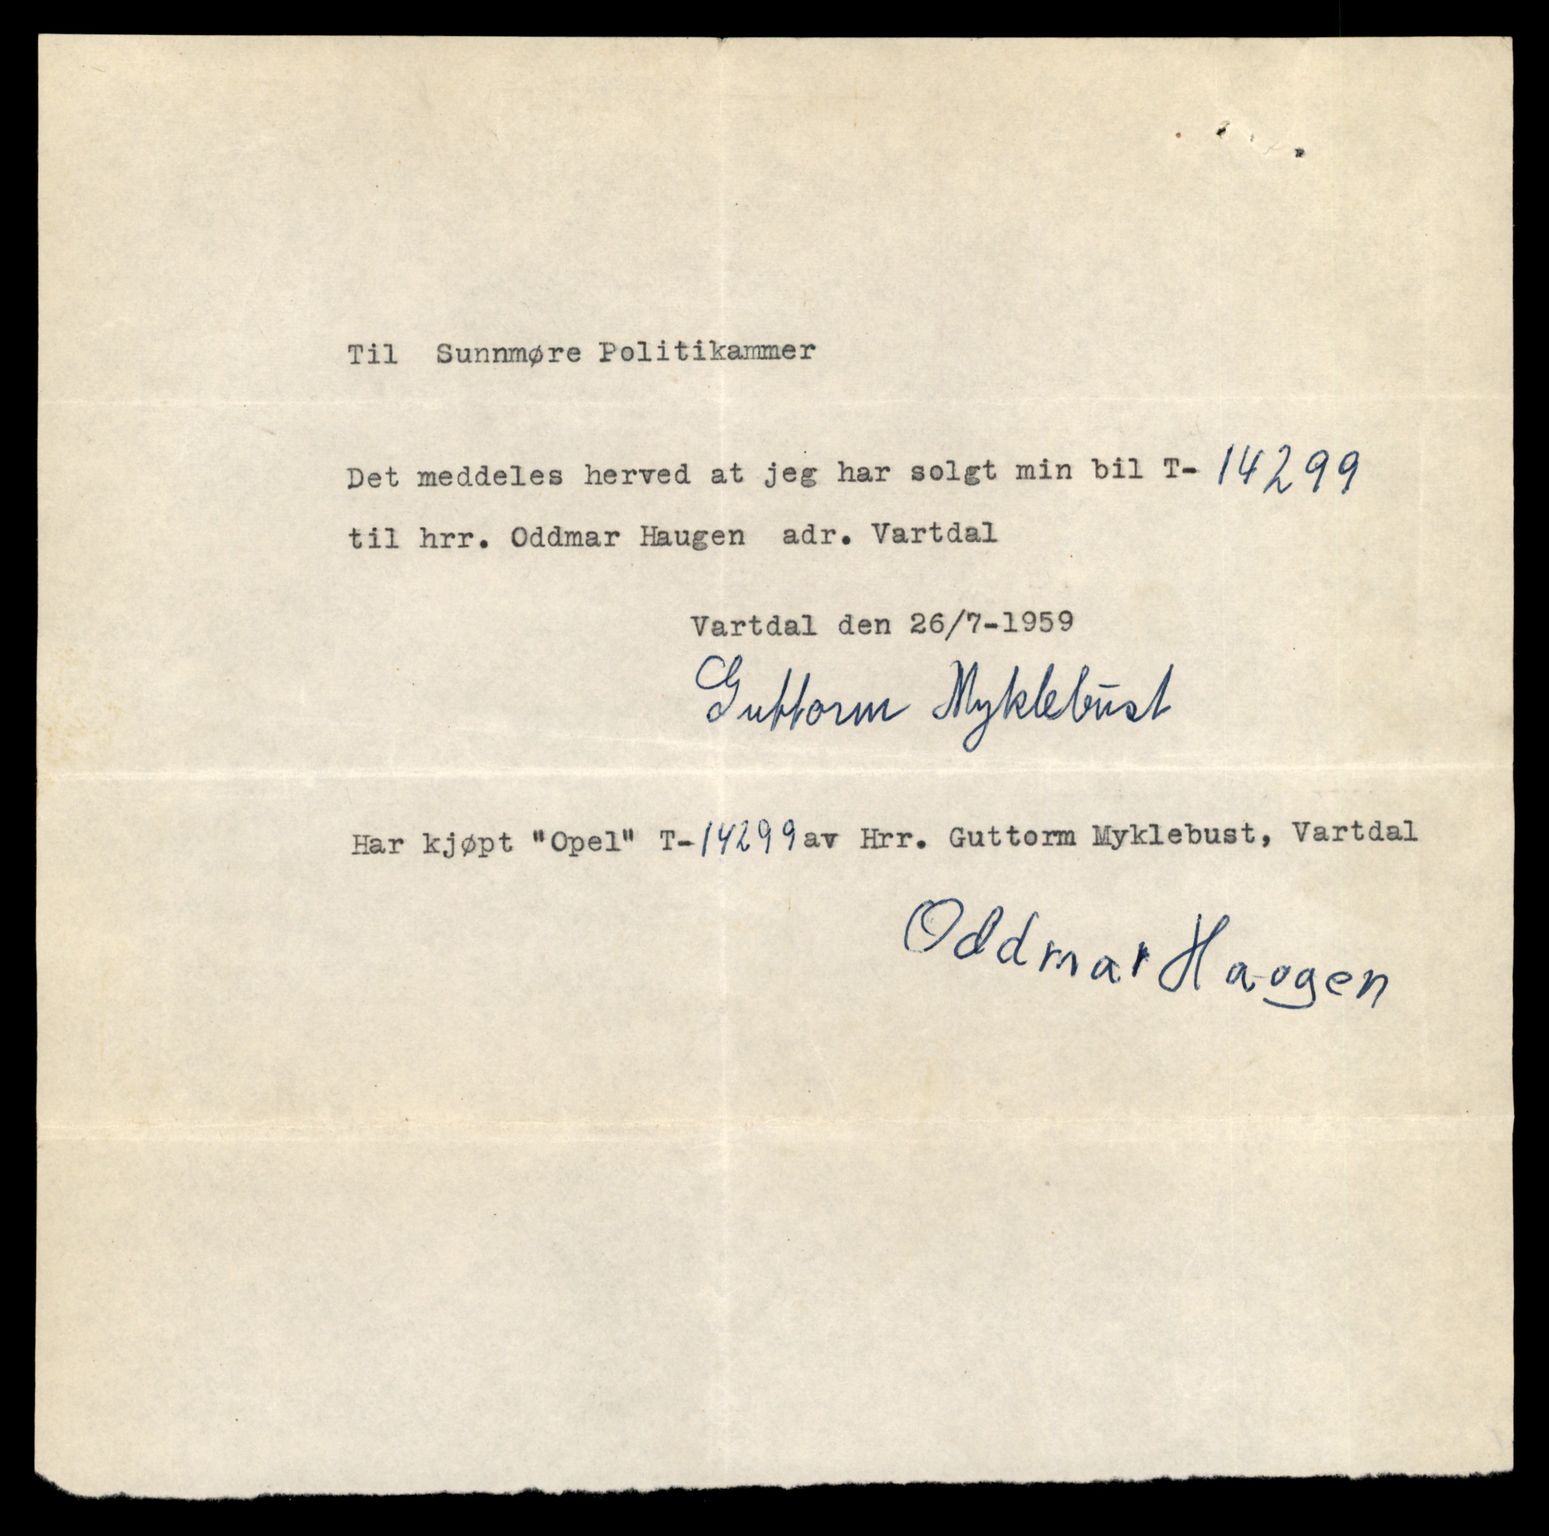 Til Sunnmøre Politikammer
Det meddeles herved at jeg har solgt min bil T- 14299
til hrr. Oddmar Haugen adr. Vartdal
Vartdal den 26/7-1959
Guttorm Myklebust
Har kjøpt "Opel" T-14299 av Hrr. Guttorm Myklebust, Vartdal
Oddmar Haugen